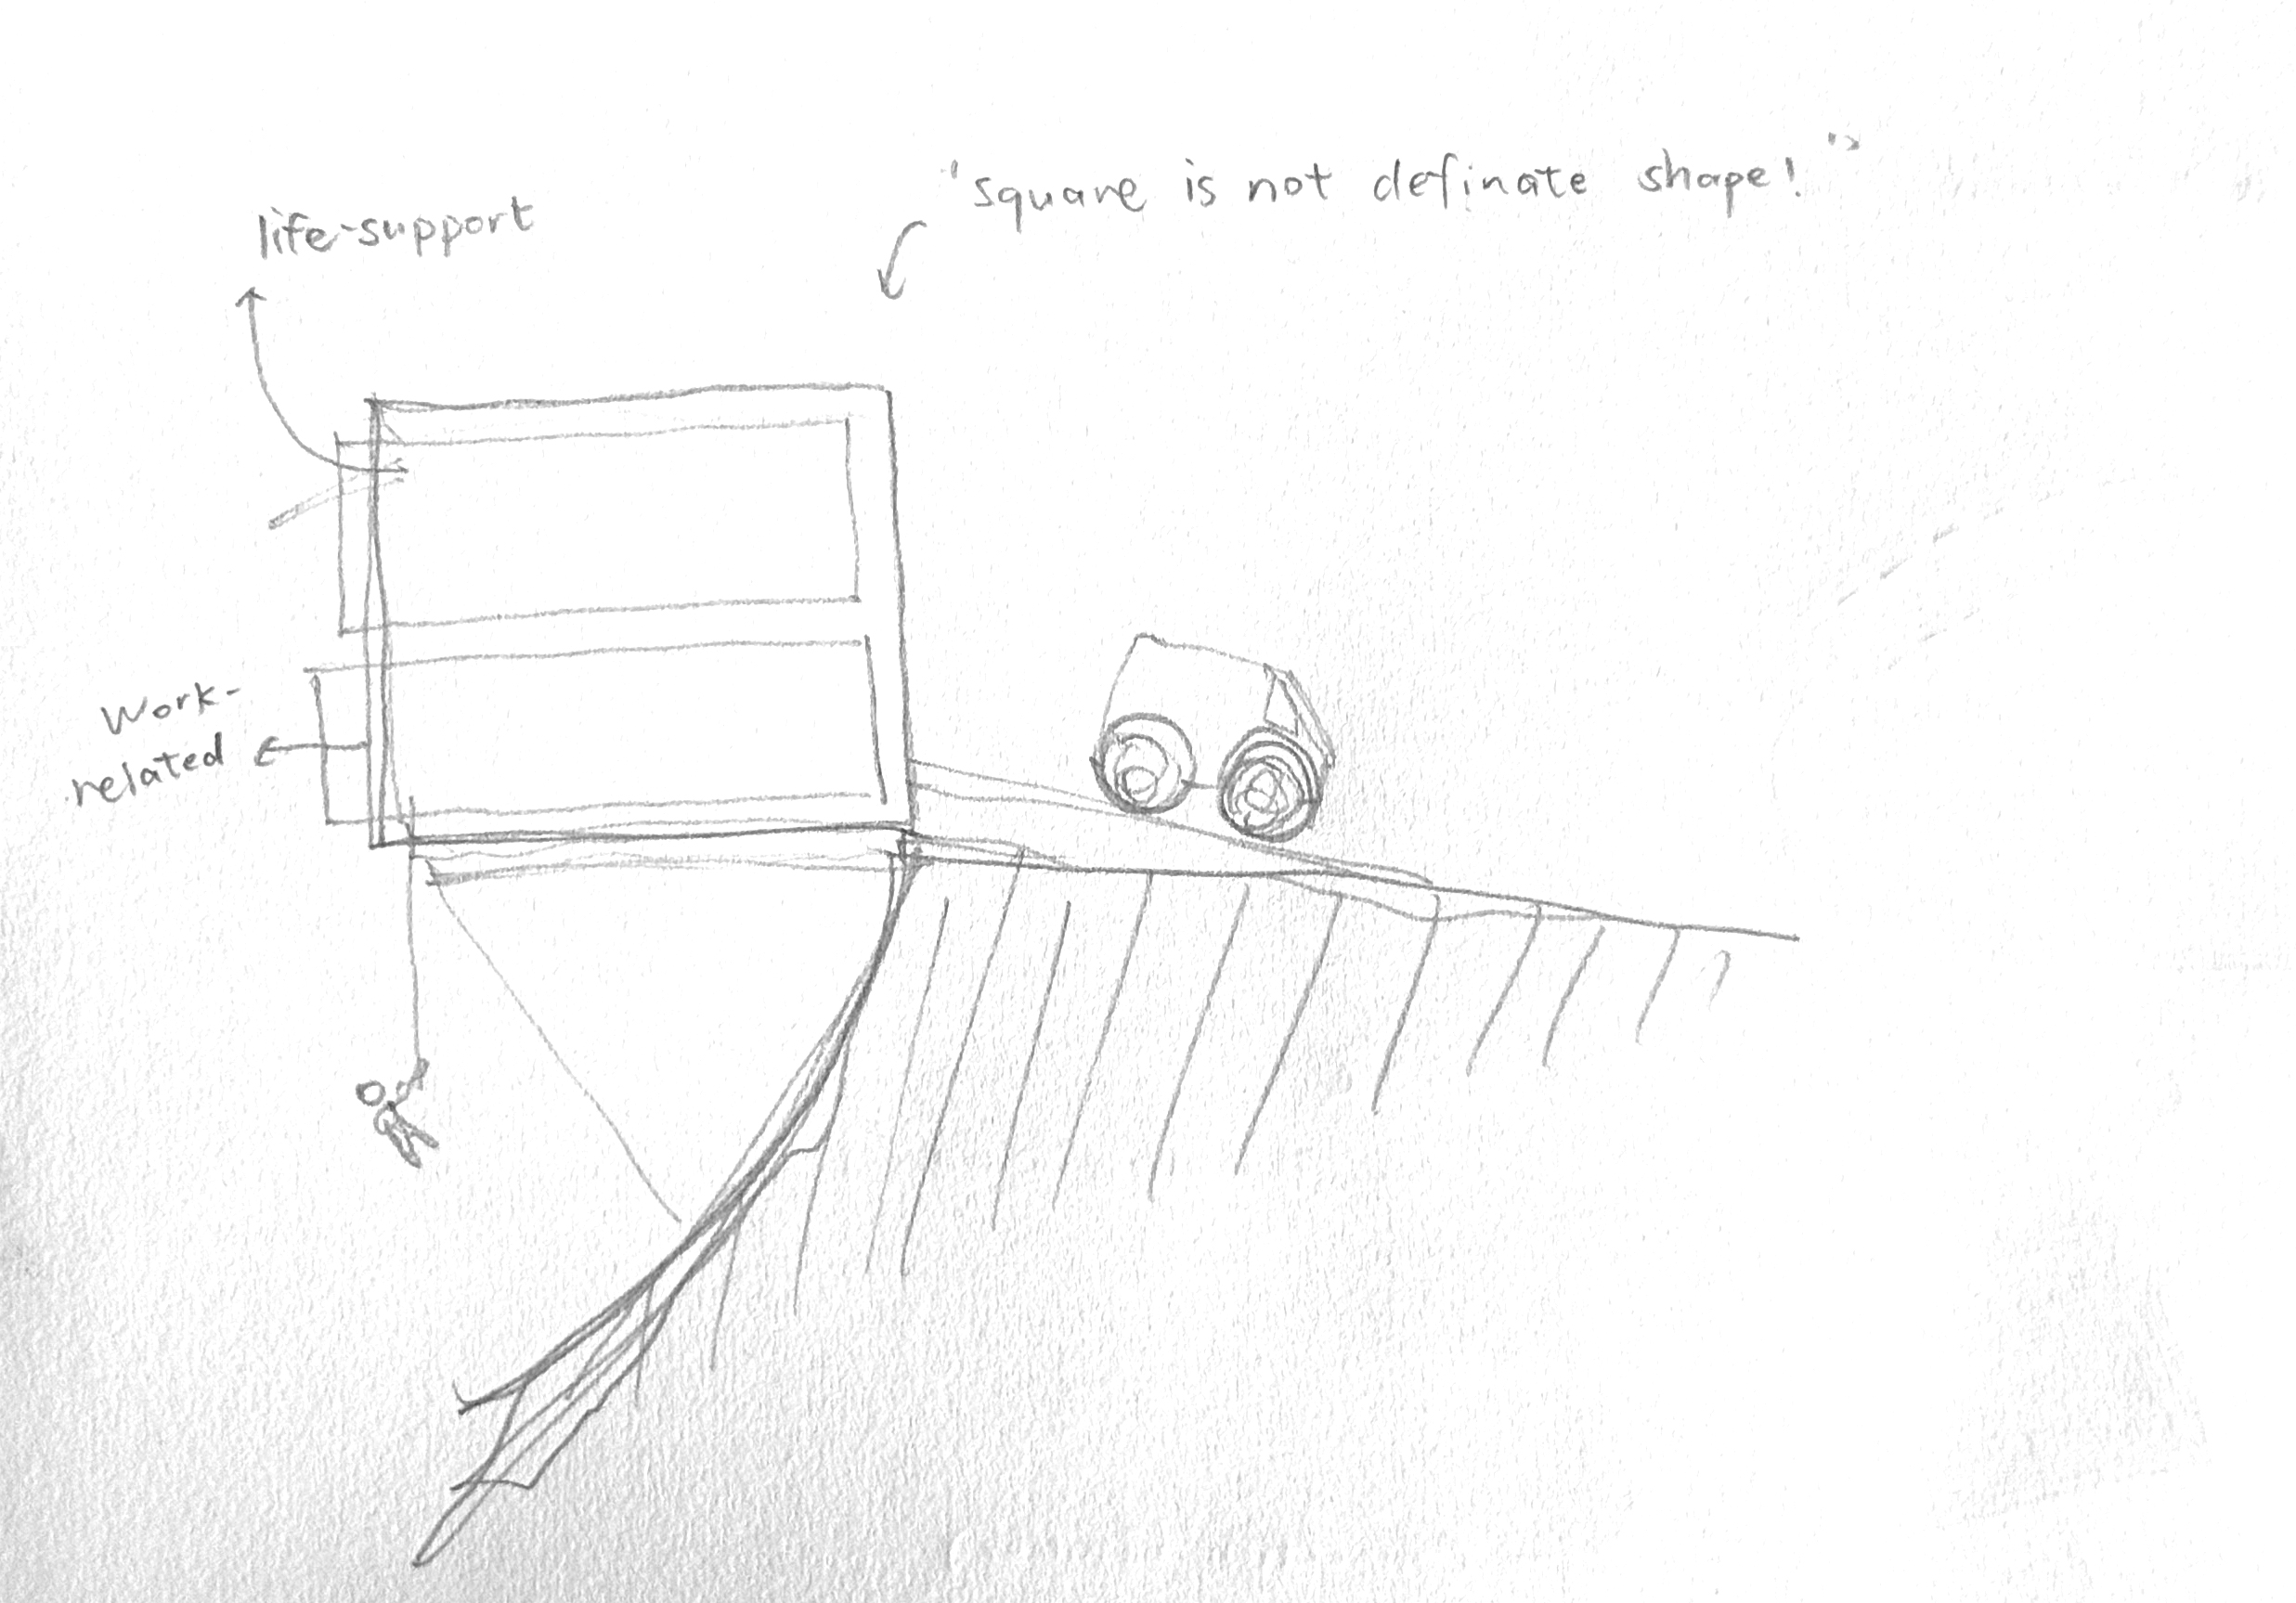 "square is not definate shape!"
life-support
Work-
related